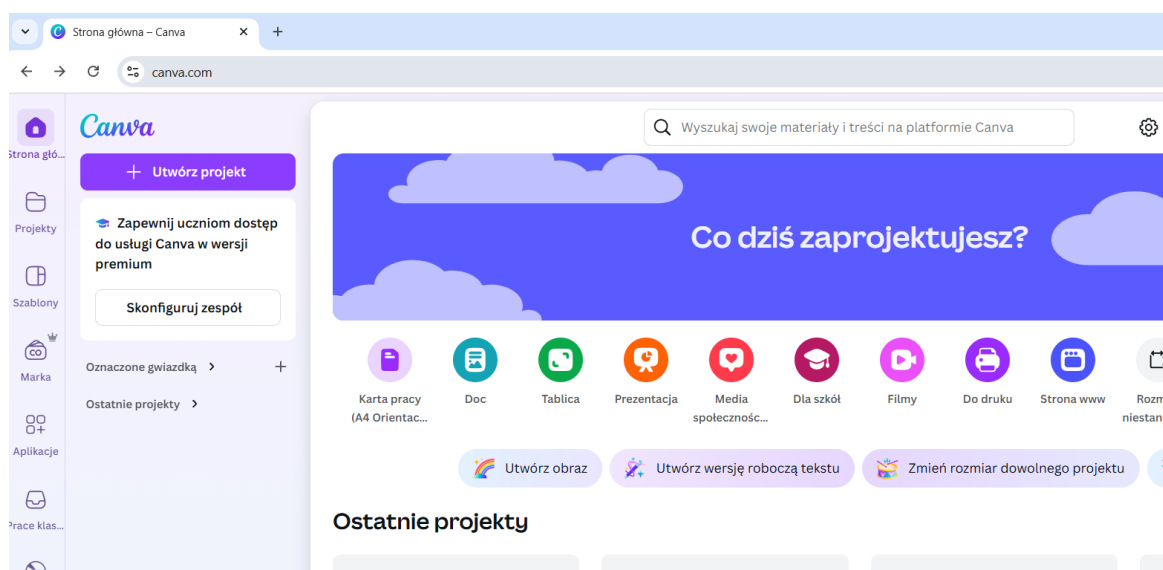 Strona główna – Canva
canva.com
Strona głó...
Projekty
Szablony
Marka
Aplikacje
Prace klas...
Canva
Utwórz projekt
Zapewnij uczniom dostęp
do usługi Canva w wersji
premium
Skonfiguruj zespół
Oznaczone gwiazdką
Ostatnie projekty
Wyszukaj swoje materiały i treści na platformie Canva
Co dziś zaprojektujesz?
Karta pracy
(A4 Orientac...
Doc
Tablica
Prezentacja
Media
społecznośc...
Dla szkół
Filmy
Do druku
Strona www
Rozm
niestan
Utwórz obraz
Utwórz wersję roboczą tekstu
Zmień rozmiar dowolnego projektu
Ostatnie projekty